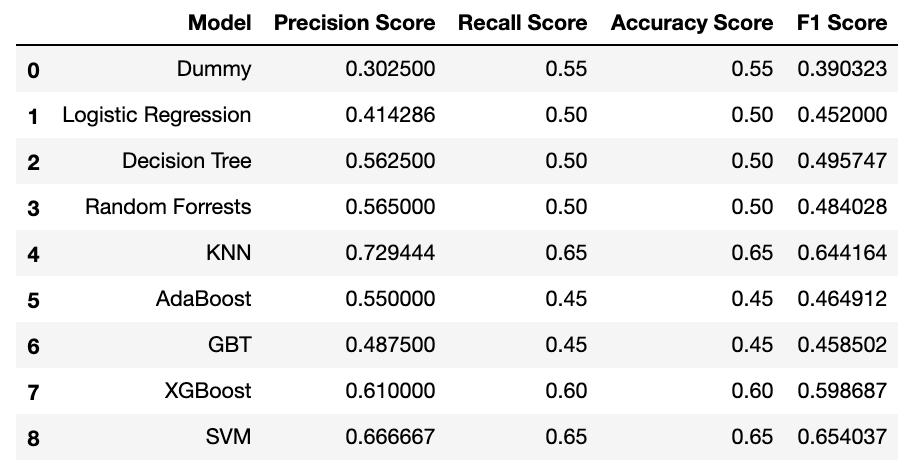 Model Precision Score Recall Score Accuracy Score F1 Score
0 Dummy 0.302500 0.55 0.55 0.390323
1 Logistic Regression 0.414286 0.50 0.50 0.452000
2 Decision Tree 0.562500 0.50 0.50 0.495747
3 Random Forrests 0.565000 0.50 0.50 0.484028
4 KNN 0.729444 0.65 0.65 0.644164
5 AdaBoost 0.550000 0.45 0.45 0.464912
6 GBT 0.487500 0.45 0.45 0.458502
7 XGBoost 0.610000 0.60 0.60 0.598687
8 SVM 0.666667 0.65 0.65 0.654037